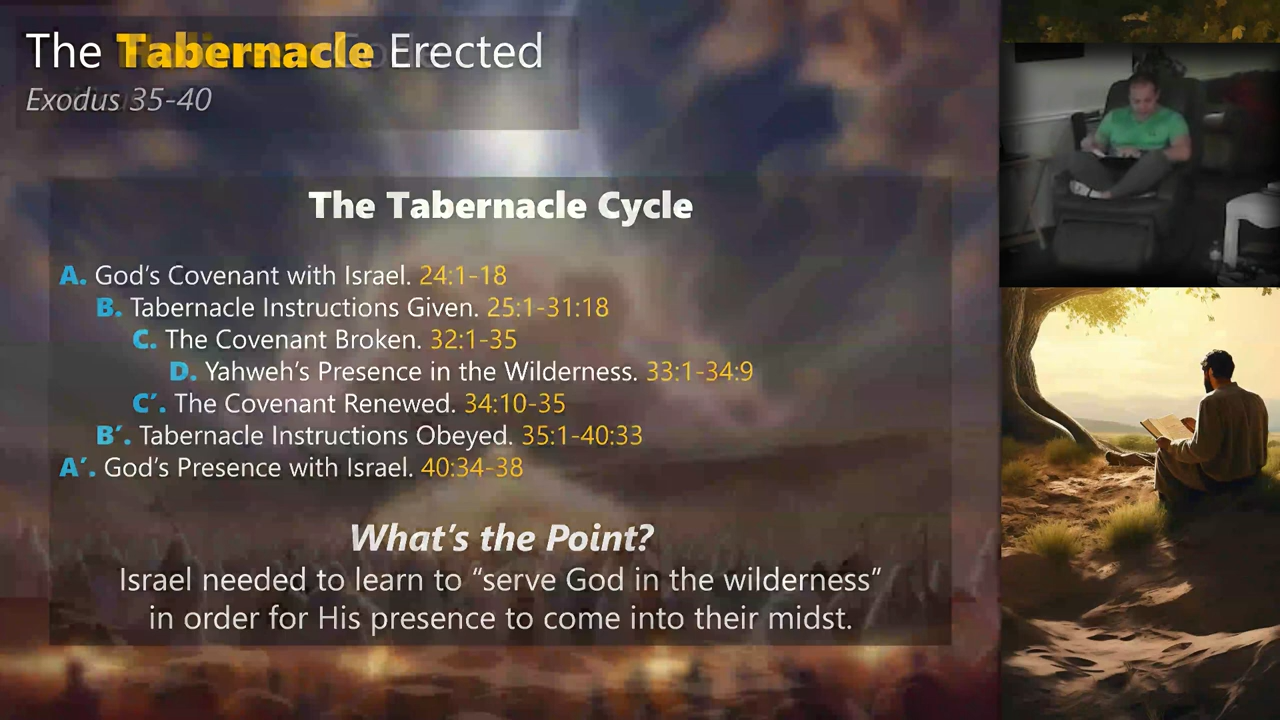 The Tabernacle Erected
Exodus 35-40
The Tabernacle Cycle
A. God’s Covenant with Israel. 24:1-18
B. Tabernacle Instructions Given. 25:1-31:18
C. The Covenant Broken. 32:1-35
D. Yahweh’s Presence in the Wilderness. 33:1-34:9
C′. The Covenant Renewed. 34:10-35
B′. Tabernacle Instructions Obeyed. 35:1-40:33
A′. God’s Presence with Israel. 40:34-38
What’s the Point?
Israel needed to learn to “serve God in the wilderness”
in order for His presence to come into their midst.